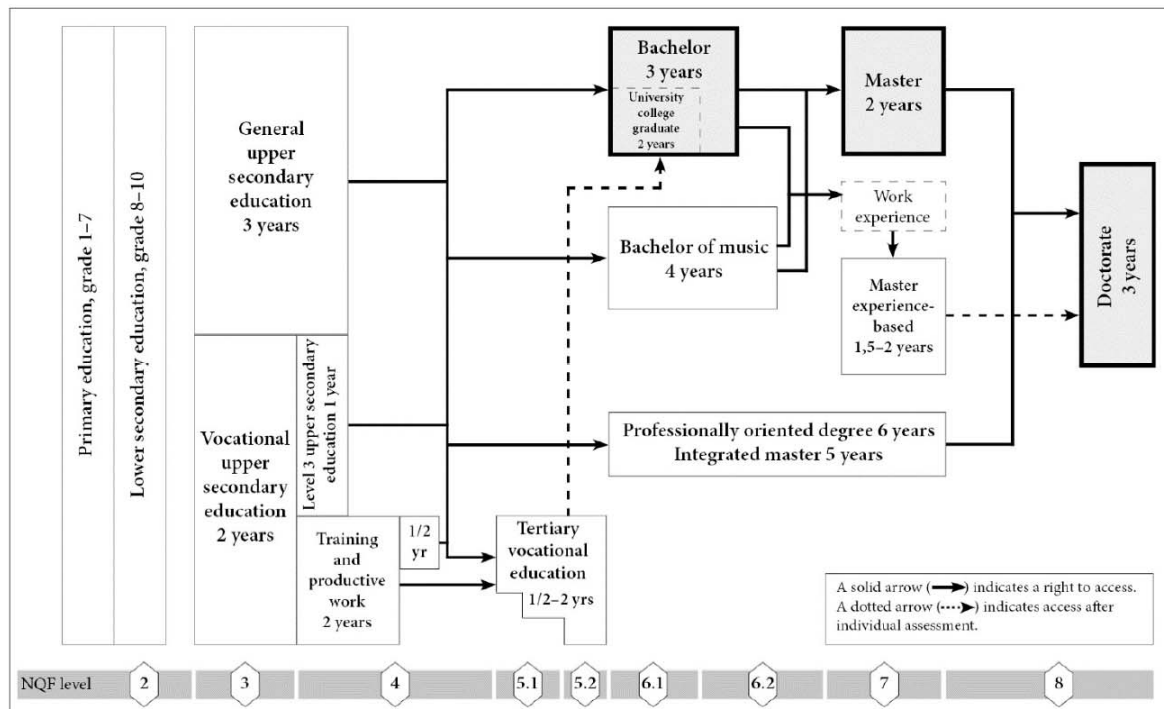 Primary education, grade 1–7
Lower secondary education, grade 8–10
General
upper
secondary
education
3 years
Vocational
upper
secondary
education
2 years
Level 3 upper secondary
education 1 year
Training
and
productive
work
2 years
1/2
yr
Tertiary
vocational
education
1/2–2 yrs
Bachelor
3 years
University
college
graduate
2 years
Bachelor of music
4 years
Professionally oriented degree 6 years
Integrated master 5 years
Master
2 years
Work
experience
Master
experience-
based
1,5–2 years
Doctorate
3 years
A solid arrow ( ) indicates a right to access.
A dotted arrow ( ) indicates access after
individual assessment.
NQF level 2 3 4 5.1 5.2 6.1 6.2 7 8